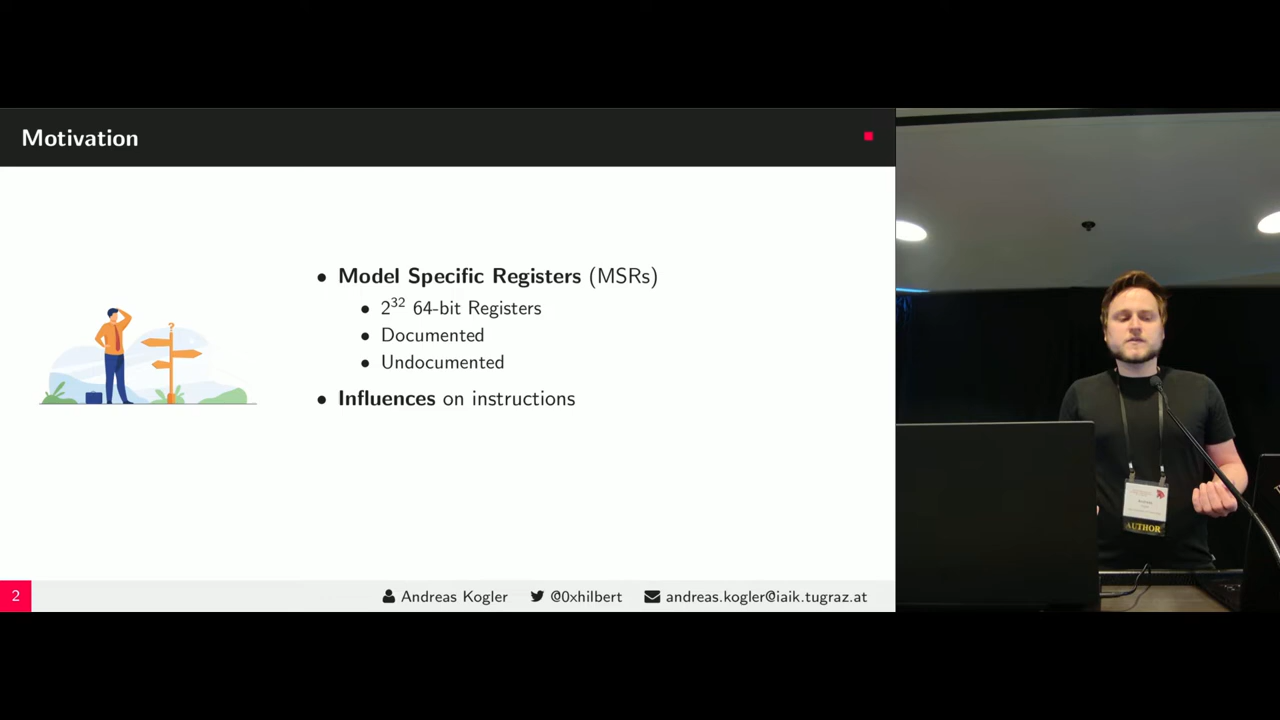 Motivation
• Model Specific Registers (MSRs)
• 2^32 64-bit Registers
• Documented
• Undocumented
• Influences on instructions
?
AUTHOR
2 Andreas Kogler @0xhilbert andreas.kogler@iaik.tugraz.at